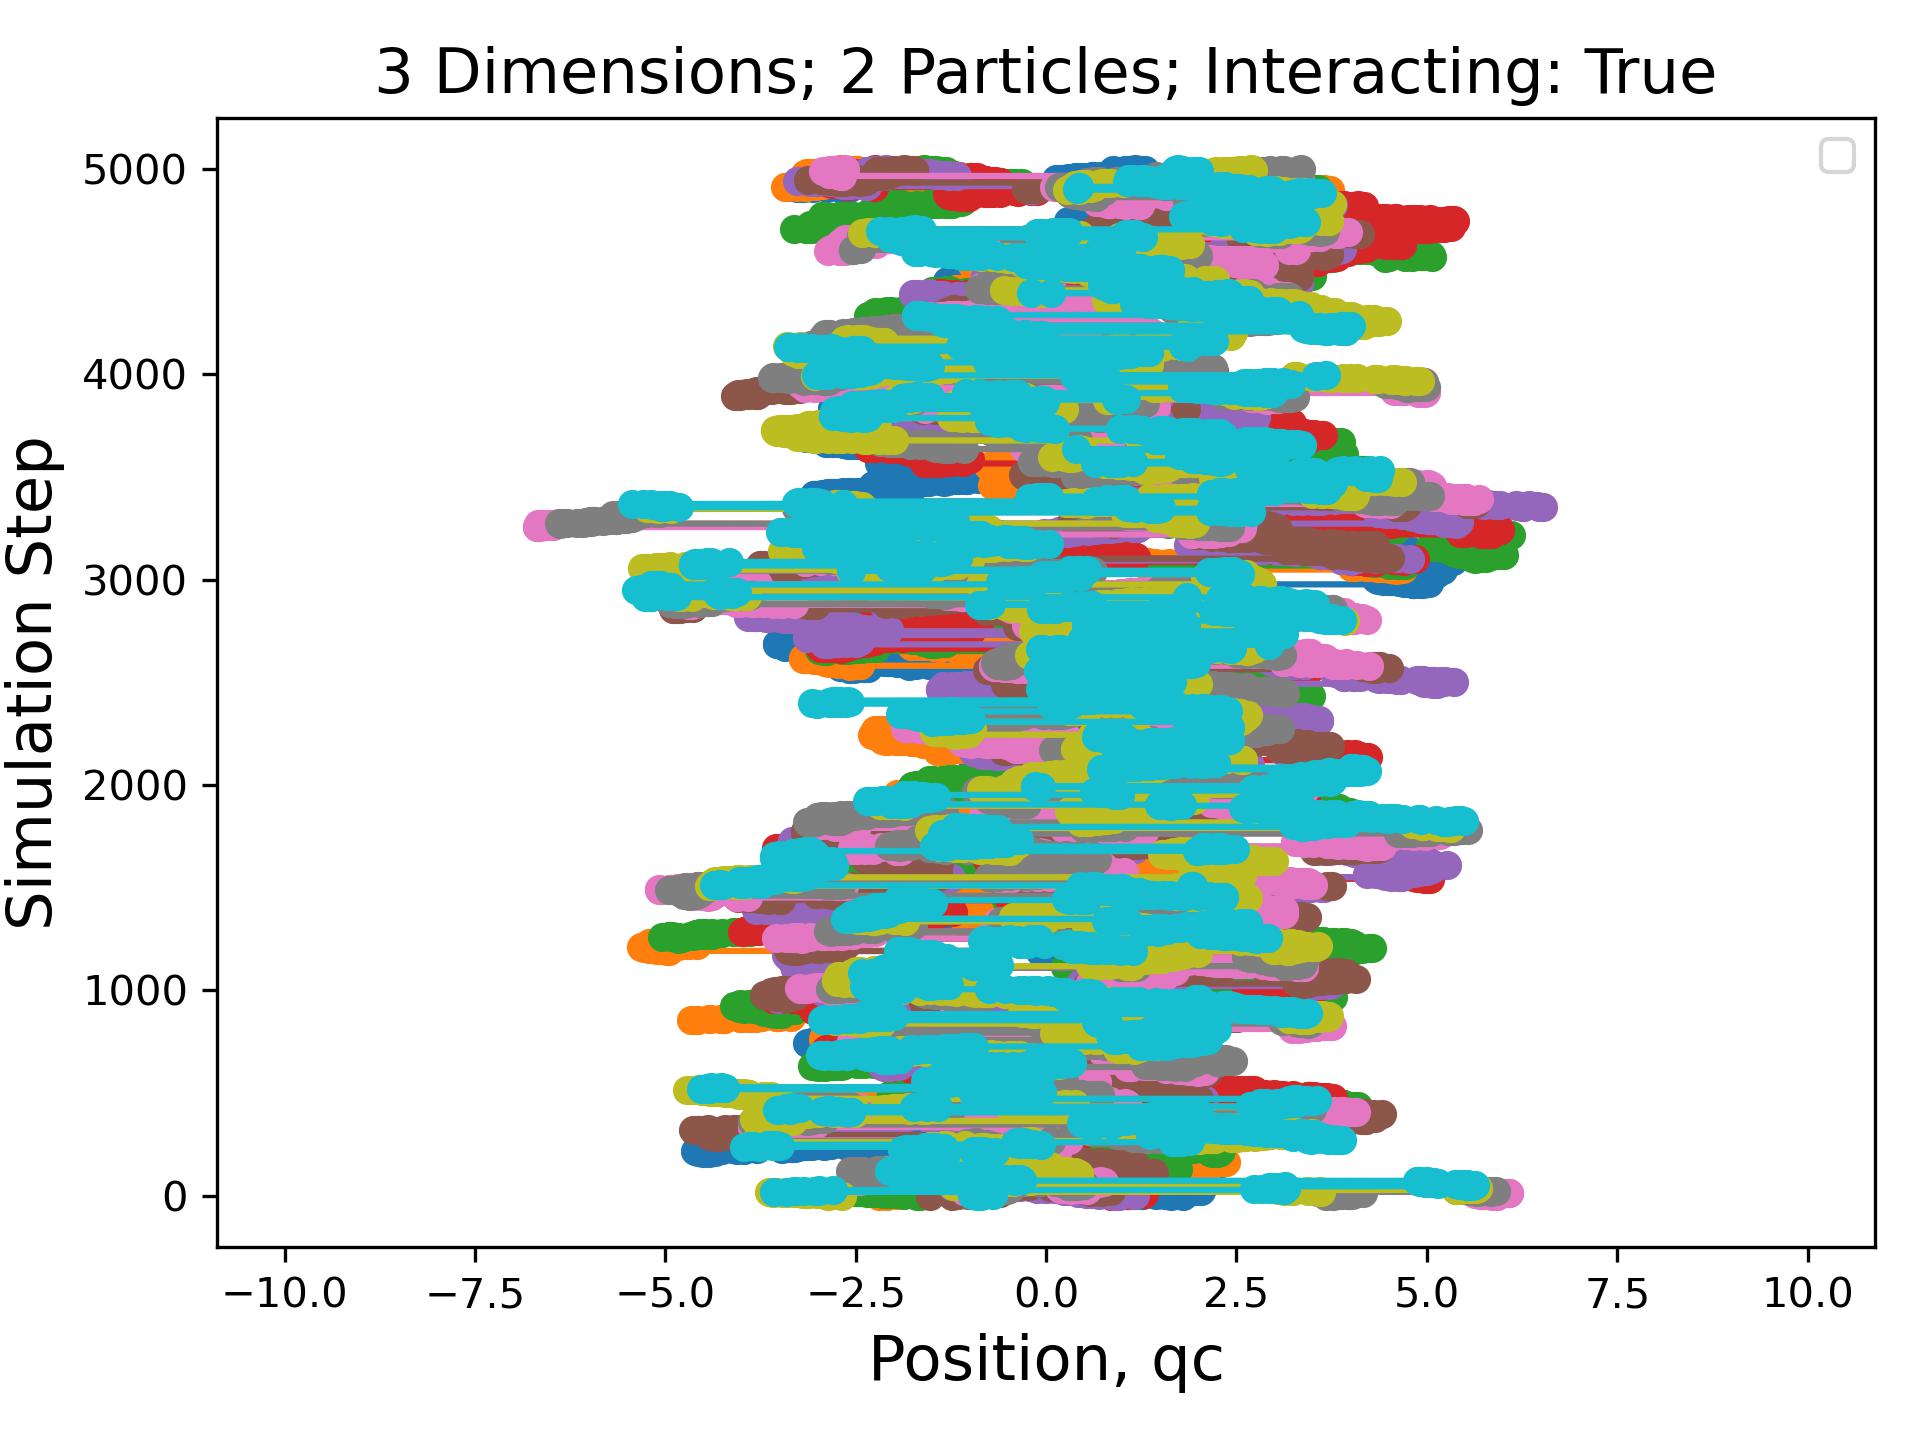 3 Dimensions; 2 Particles; Interacting: True
5000
4000
3000
2000
1000
0
Simulation Step
−10.0 −7.5 −5.0 −2.5 0.0 2.5 5.0 7.5 10.0
Position, qc